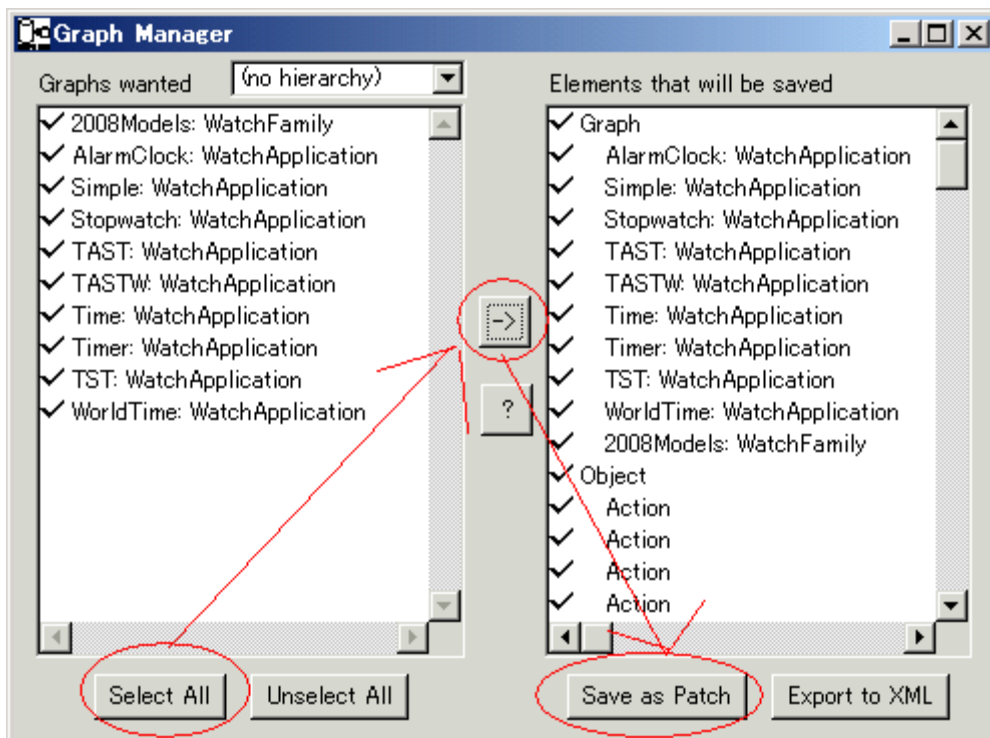 Graph Manager
Graphs wanted
(no hierarchy)
2008Models: WatchFamily
AlarmClock: WatchApplication
Simple: WatchApplication
Stopwatch: WatchApplication
TAST: WatchApplication
TASTW: WatchApplication
Time: WatchApplication
Timer: WatchApplication
TST: WatchApplication
WorldTime: WatchApplication
Select All
Unselect All
->
?
Elements that will be saved
Graph
AlarmClock: WatchApplication
Simple: WatchApplication
Stopwatch: WatchApplication
TAST: WatchApplication
TASTW: WatchApplication
Time: WatchApplication
Timer: WatchApplication
TST: WatchApplication
WorldTime: WatchApplication
2008Models: WatchFamily
Object
Action
Action
Action
Action
Save as Patch
Export to XML